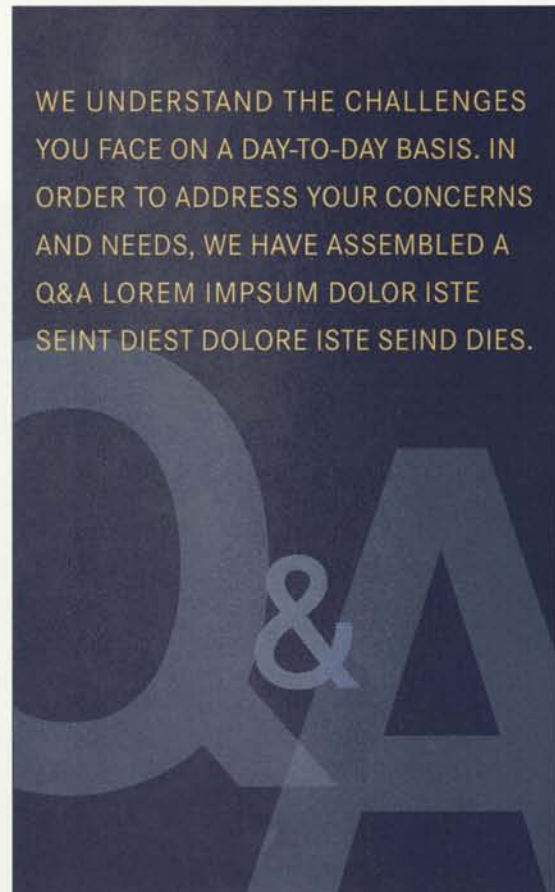 WE UNDERSTAND THE CHALLENGES
YOU FACE ON A DAY-TO-DAY BASIS. IN
ORDER TO ADDRESS YOUR CONCERNS
AND NEEDS, WE HAVE ASSEMBLED A
Q&A LOREM IMPSUM DOLOR ISTE
SEINT DIEST DOLORE ISTE SEIND DIES.
Q&A